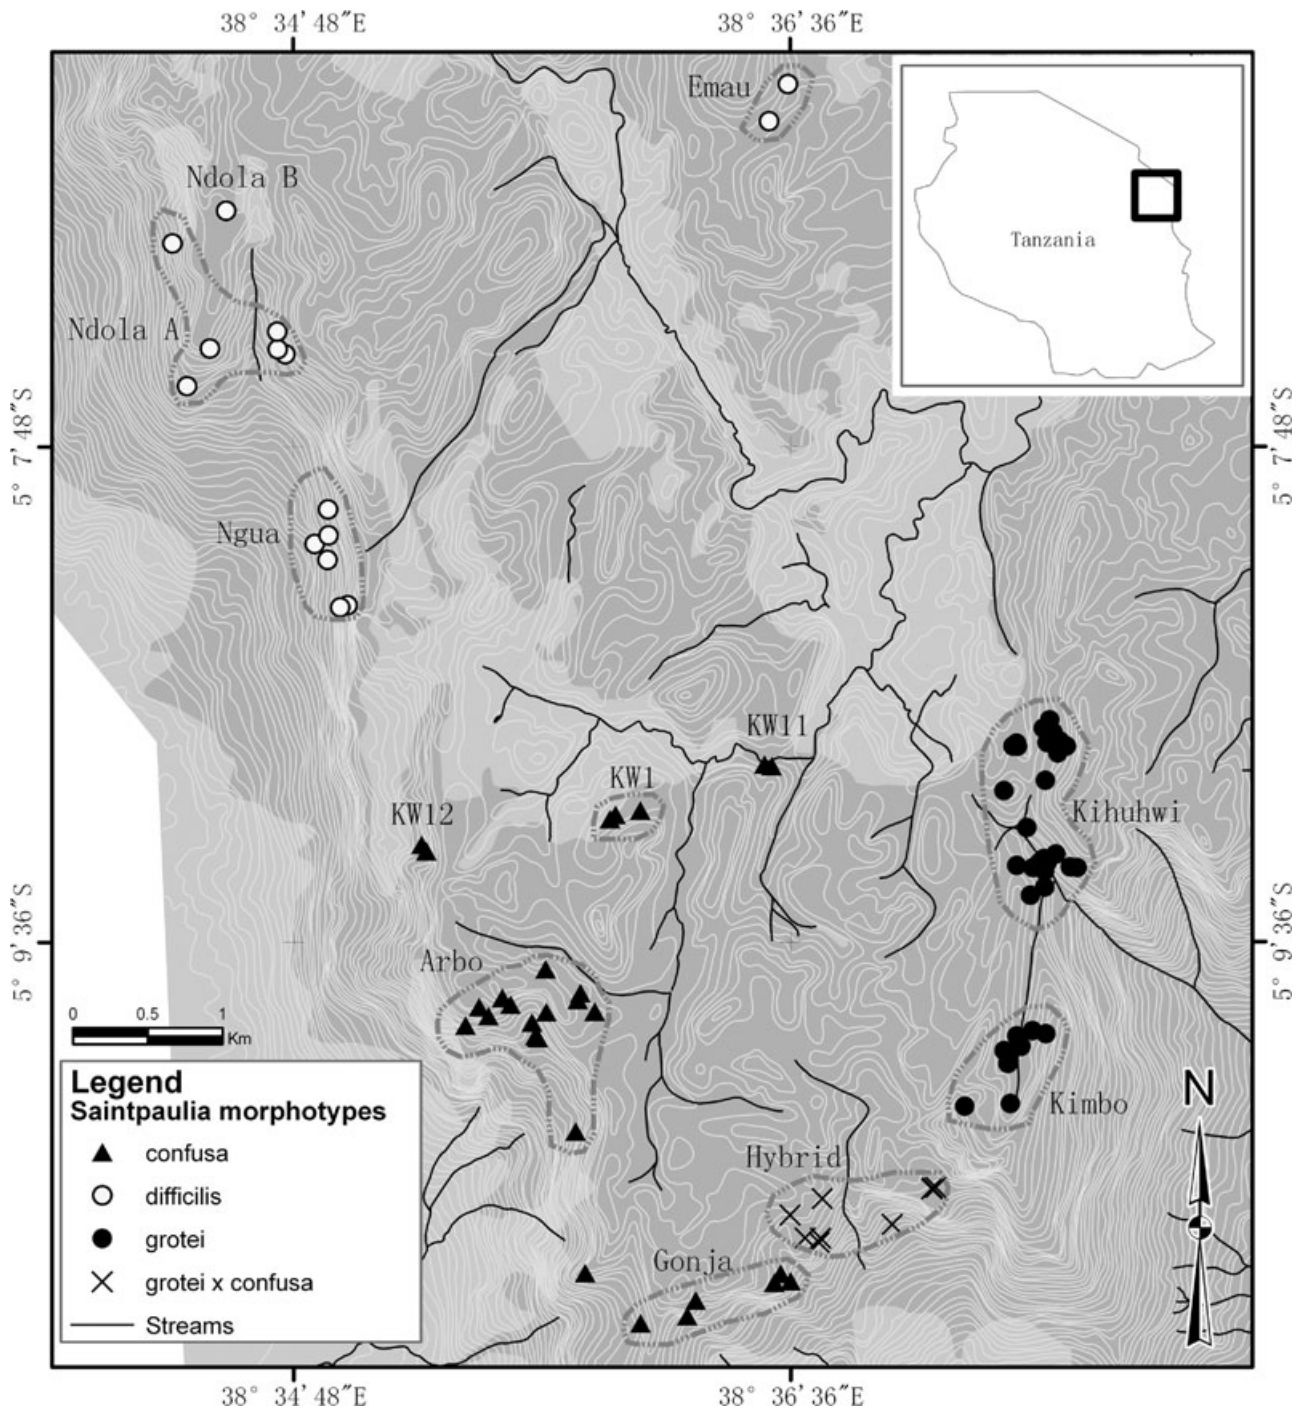 38° 34'48"E
38° 36'36"E
Emau
Ndola B
Tanzania
Ndola A
5° 7'48"S
5° 7'48"S
Ngua
KW11
KW1
KW12
Kihuhwi
5° 9'36"S
5° 9'36"S
Arbo
0 0.5 1
Km
Legend
Saintpaulia morphotypes
confusa
difficilis
grotei
grotei x confusa
Streams
N
Kimbo
Hybrid
Gonja
38° 34'48"E
38° 36'36"E